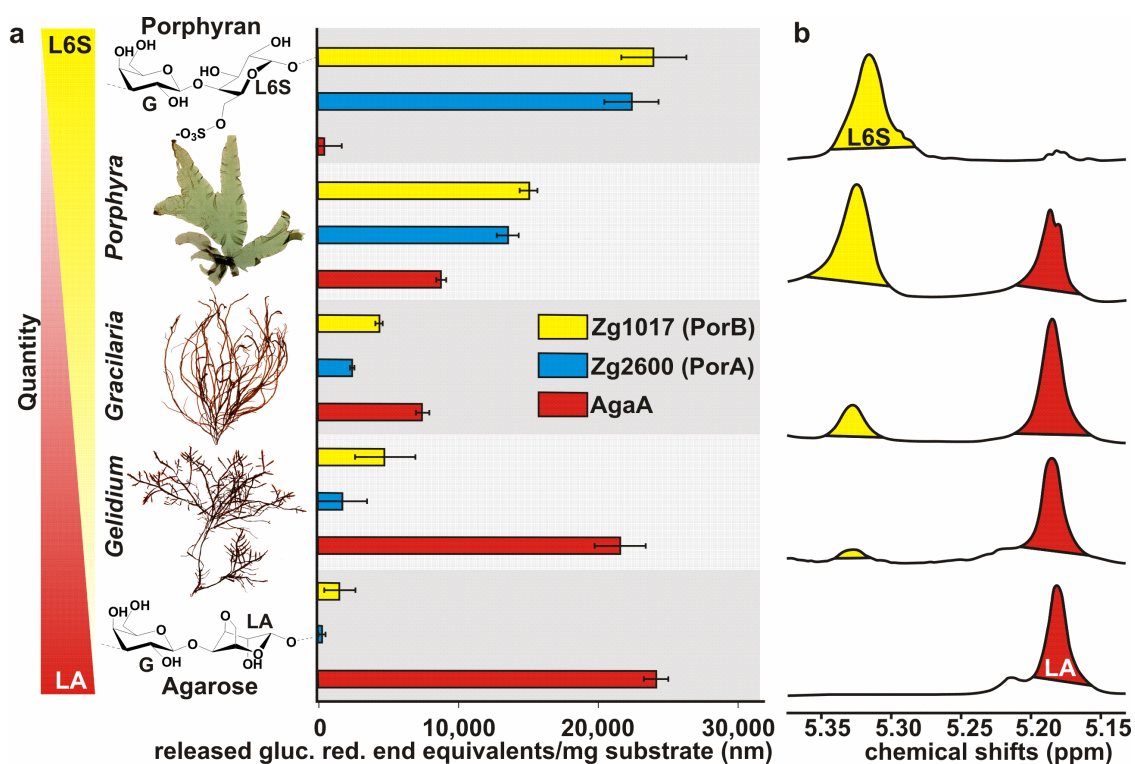 a
b
L6S
Porphyran
OH
OH
O
OH
G
O
HO
OH
O
O
L6S
O
-O3S
L6S
Porphyra
Gracilaria
Quantity
Zg1017 (PorB)
Zg2600 (PorA)
AgaA
Gelidium
OH
OH
O
OH
G
O
O
LA
O
OH
O
LA
Agarose
LA
0 10,000 20,000 30,000
released gluc. red. end equivalents/mg substrate (nm)
5.35 5.30 5.25 5.20 5.15
chemical shifts (ppm)